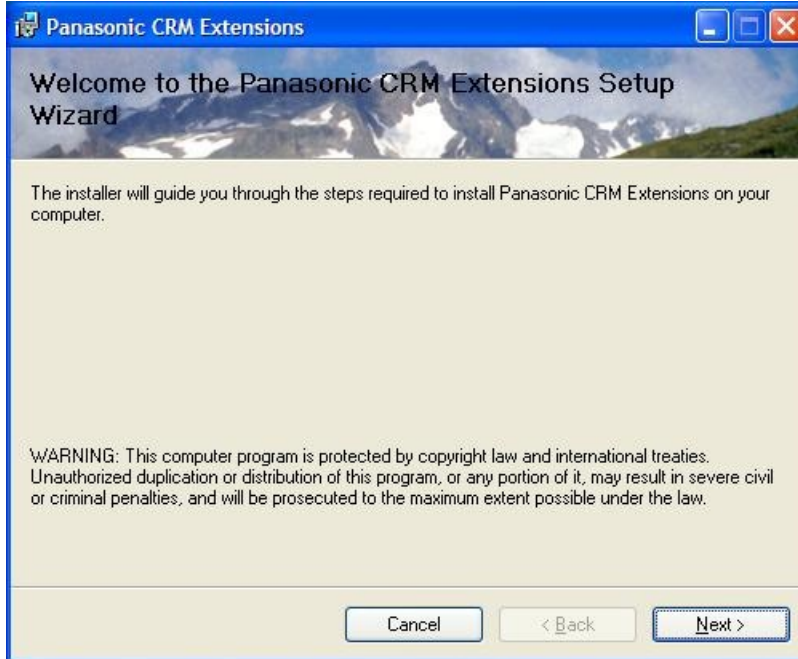 Panasonic CRM Extensions
Welcome to the Panasonic CRM Extensions Setup
Wizard
The installer will guide you through the steps required to install Panasonic CRM Extensions on your
computer.
WARNING: This computer program is protected by copyright law and international treaties.
Unauthorized duplication or distribution of this program, or any portion of it, may result in severe civil
or criminal penalties, and will be prosecuted to the maximum extent possible under the law.
Cancel
< Back
Next >